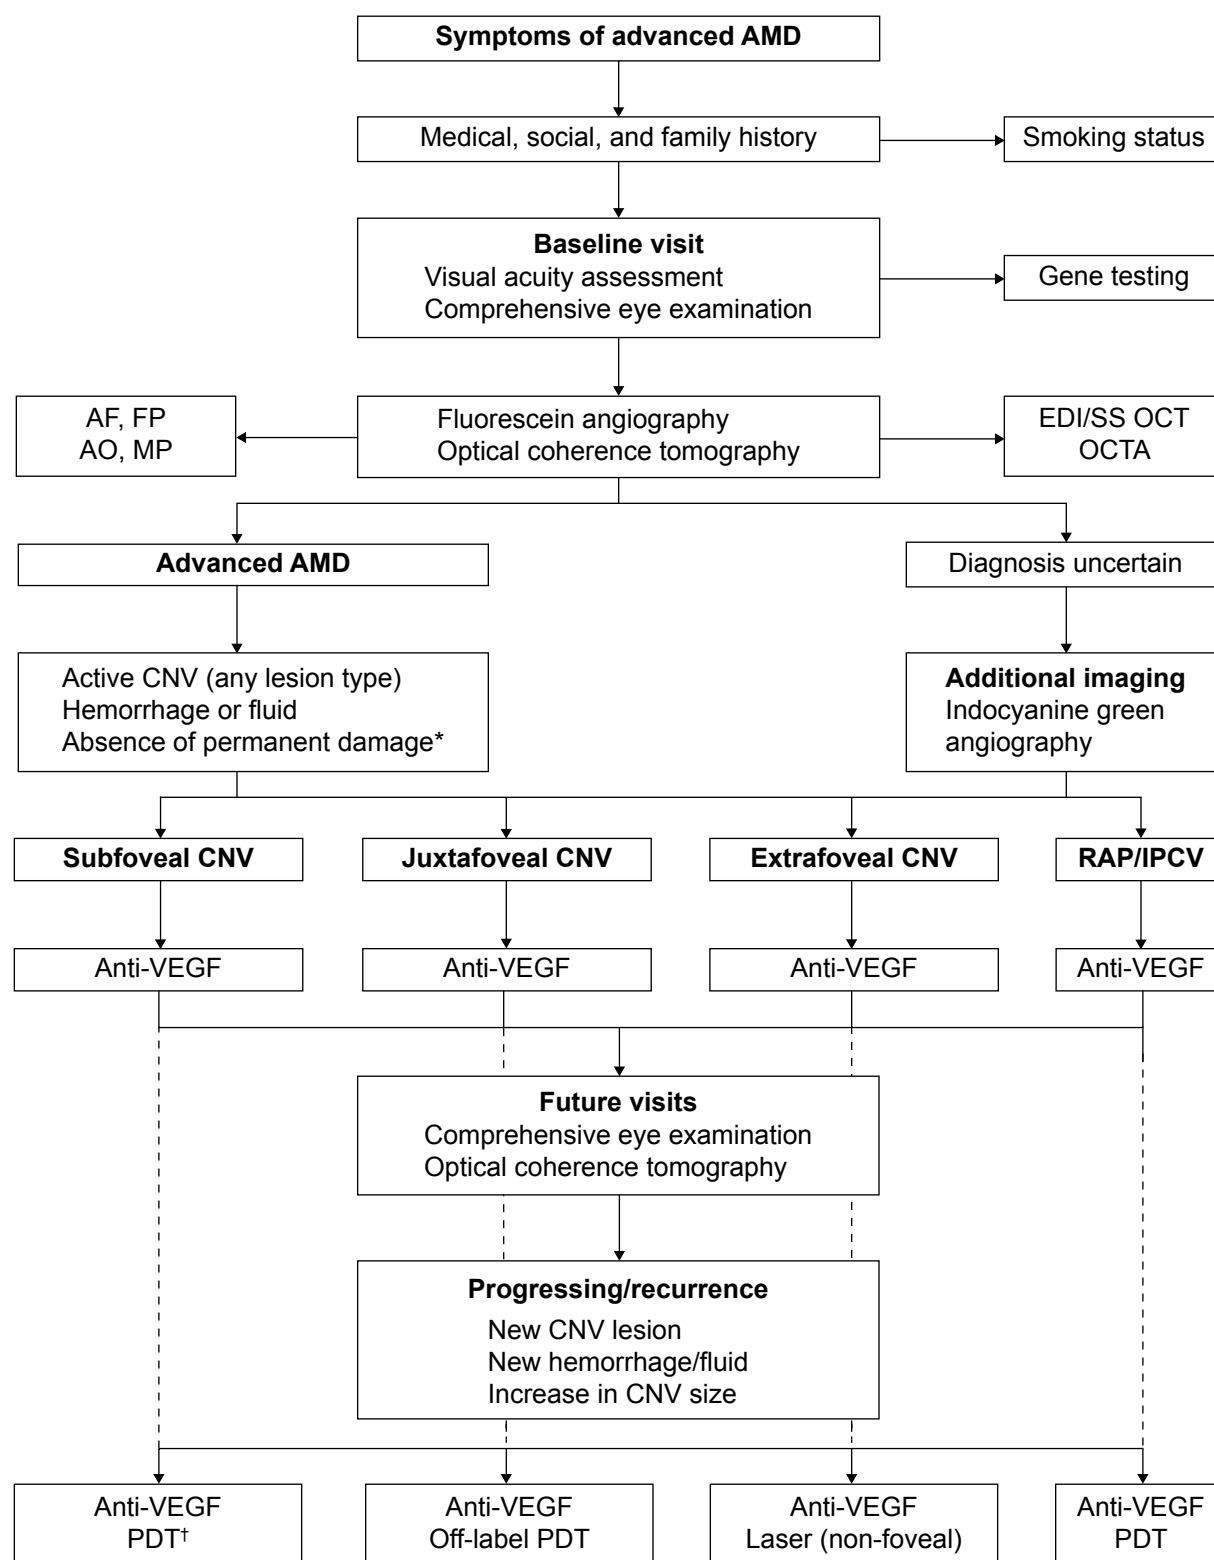 Symptoms of advanced AMD
Medical, social, and family history
Smoking status
Baseline visit
Visual acuity assessment
Comprehensive eye examination
Gene testing
AF, FP
AO, MP
Fluorescein angiography
Optical coherence tomography
EDI/SS OCT
OCTA
Advanced AMD
Diagnosis uncertain
Active CNV (any lesion type)
Hemorrhage or fluid
Absence of permanent damage*
Additional imaging
Indocyanine green
angiography
Subfoveal CNV
Juxtafoveal CNV
Extrafoveal CNV
RAP/IPCV
Anti-VEGF
Anti-VEGF
Anti-VEGF
Anti-VEGF
Future visits
Comprehensive eye examination
Optical coherence tomography
Progressing/recurrence
New CNV lesion
New hemorrhage/fluid
Increase in CNV size
Anti-VEGF
PDT†
Anti-VEGF
Off-label PDT
Anti-VEGF
Laser (non-foveal)
Anti-VEGF
PDT